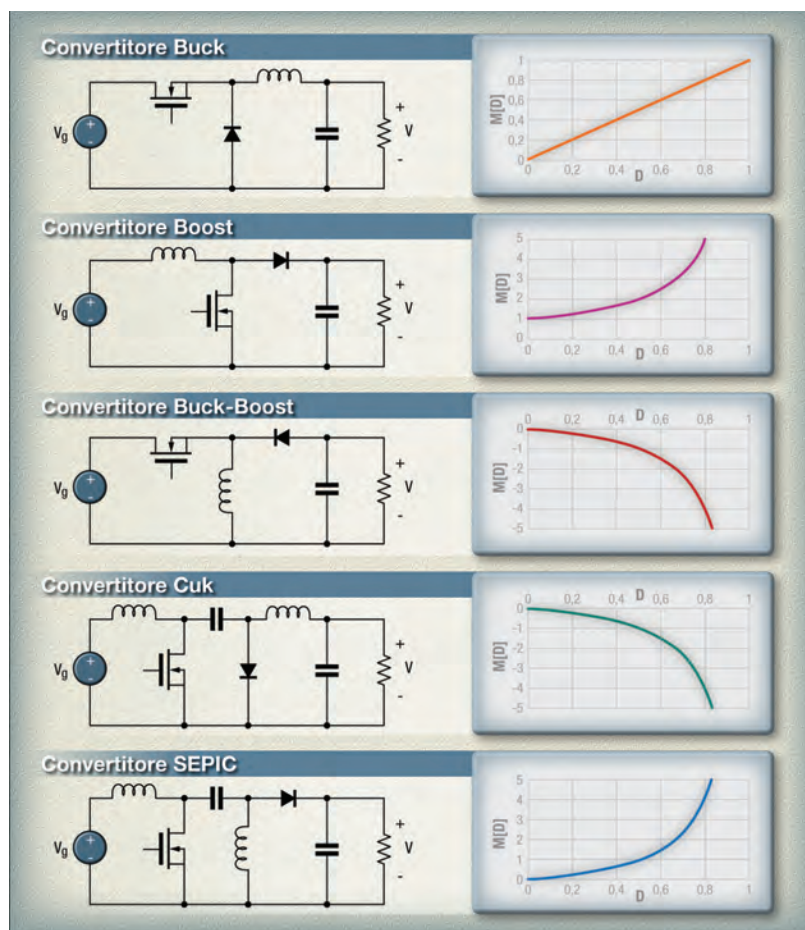 Convertitore Buck
Vg
+
-
+
V
-
M[D]
1
0,8
0,6
0,4
0,2
0
0 0,2 0,4 0,6 0,8 1
D
Convertitore Boost
Vg
+
-
+
V
-
M[D]
5
4
3
2
1
0
0 0,2 0,4 0,6 0,8 1
D
Convertitore Buck-Boost
Vg
+
-
+
V
-
M[D]
D
0 0,2 0,4 0,6 0,8 1
0
-1
-2
-3
-4
-5
Convertitore Cuk
Vg
+
-
+
V
-
M[D]
D
0 0,2 0,4 0,6 0,8 1
0
-1
-2
-3
-4
-5
Convertitore SEPIC
Vg
+
-
+
V
-
M[D]
5
4
3
2
1
0
0 0,2 0,4 0,6 0,8 1
D